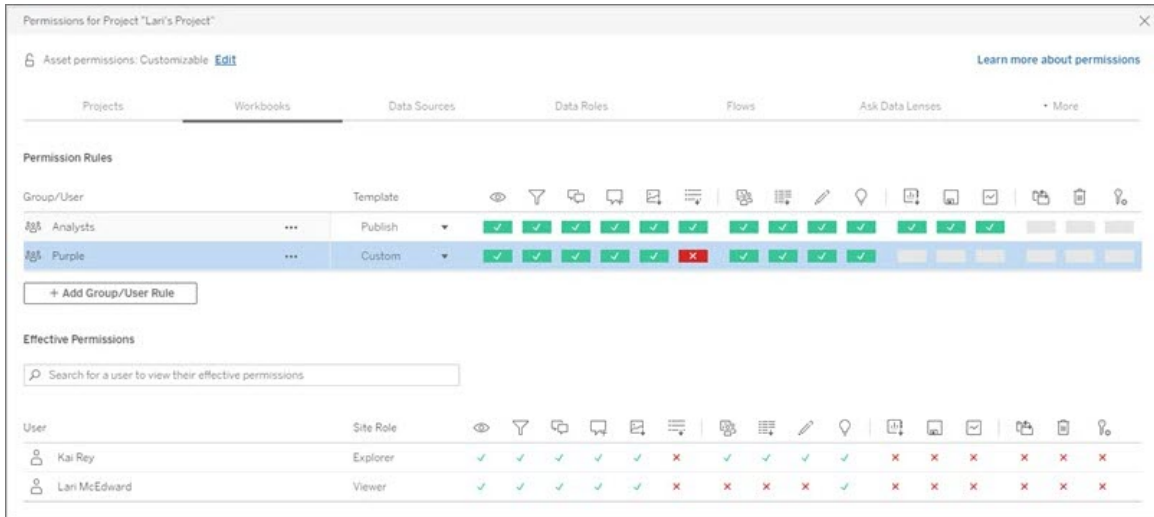 Permissions for Project "Lari's Project"
Asset permissions: Customizable Edit Learn more about permissions
Projects Workbooks Data Sources Data Roles Flows Ask Data Lenses • More
Permission Rules
Group/User Template
Analysts ••• Publish
Purple ••• Custom
+ Add Group/User Rule
Effective Permissions
Search for a user to view their effective permissions
User Site Role
Kai Rey Explorer
Lari McEdward Viewer